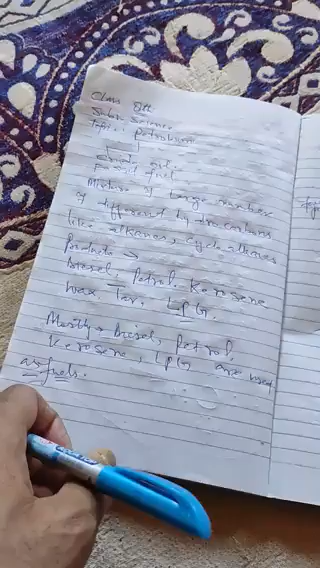 Class 8th
Sub: Science
Topic: Petroleum
Crude oil.
Fossil fuel
Mixture of Large number
of different hydrocarbons
like alkanes, cycloalkanes
Products →
Diesel, Petrol, Kerosene
wax, Tar, LPG.
Mostly → Diesel, Petrol,
Kerosene, LPG are used
as fuels.